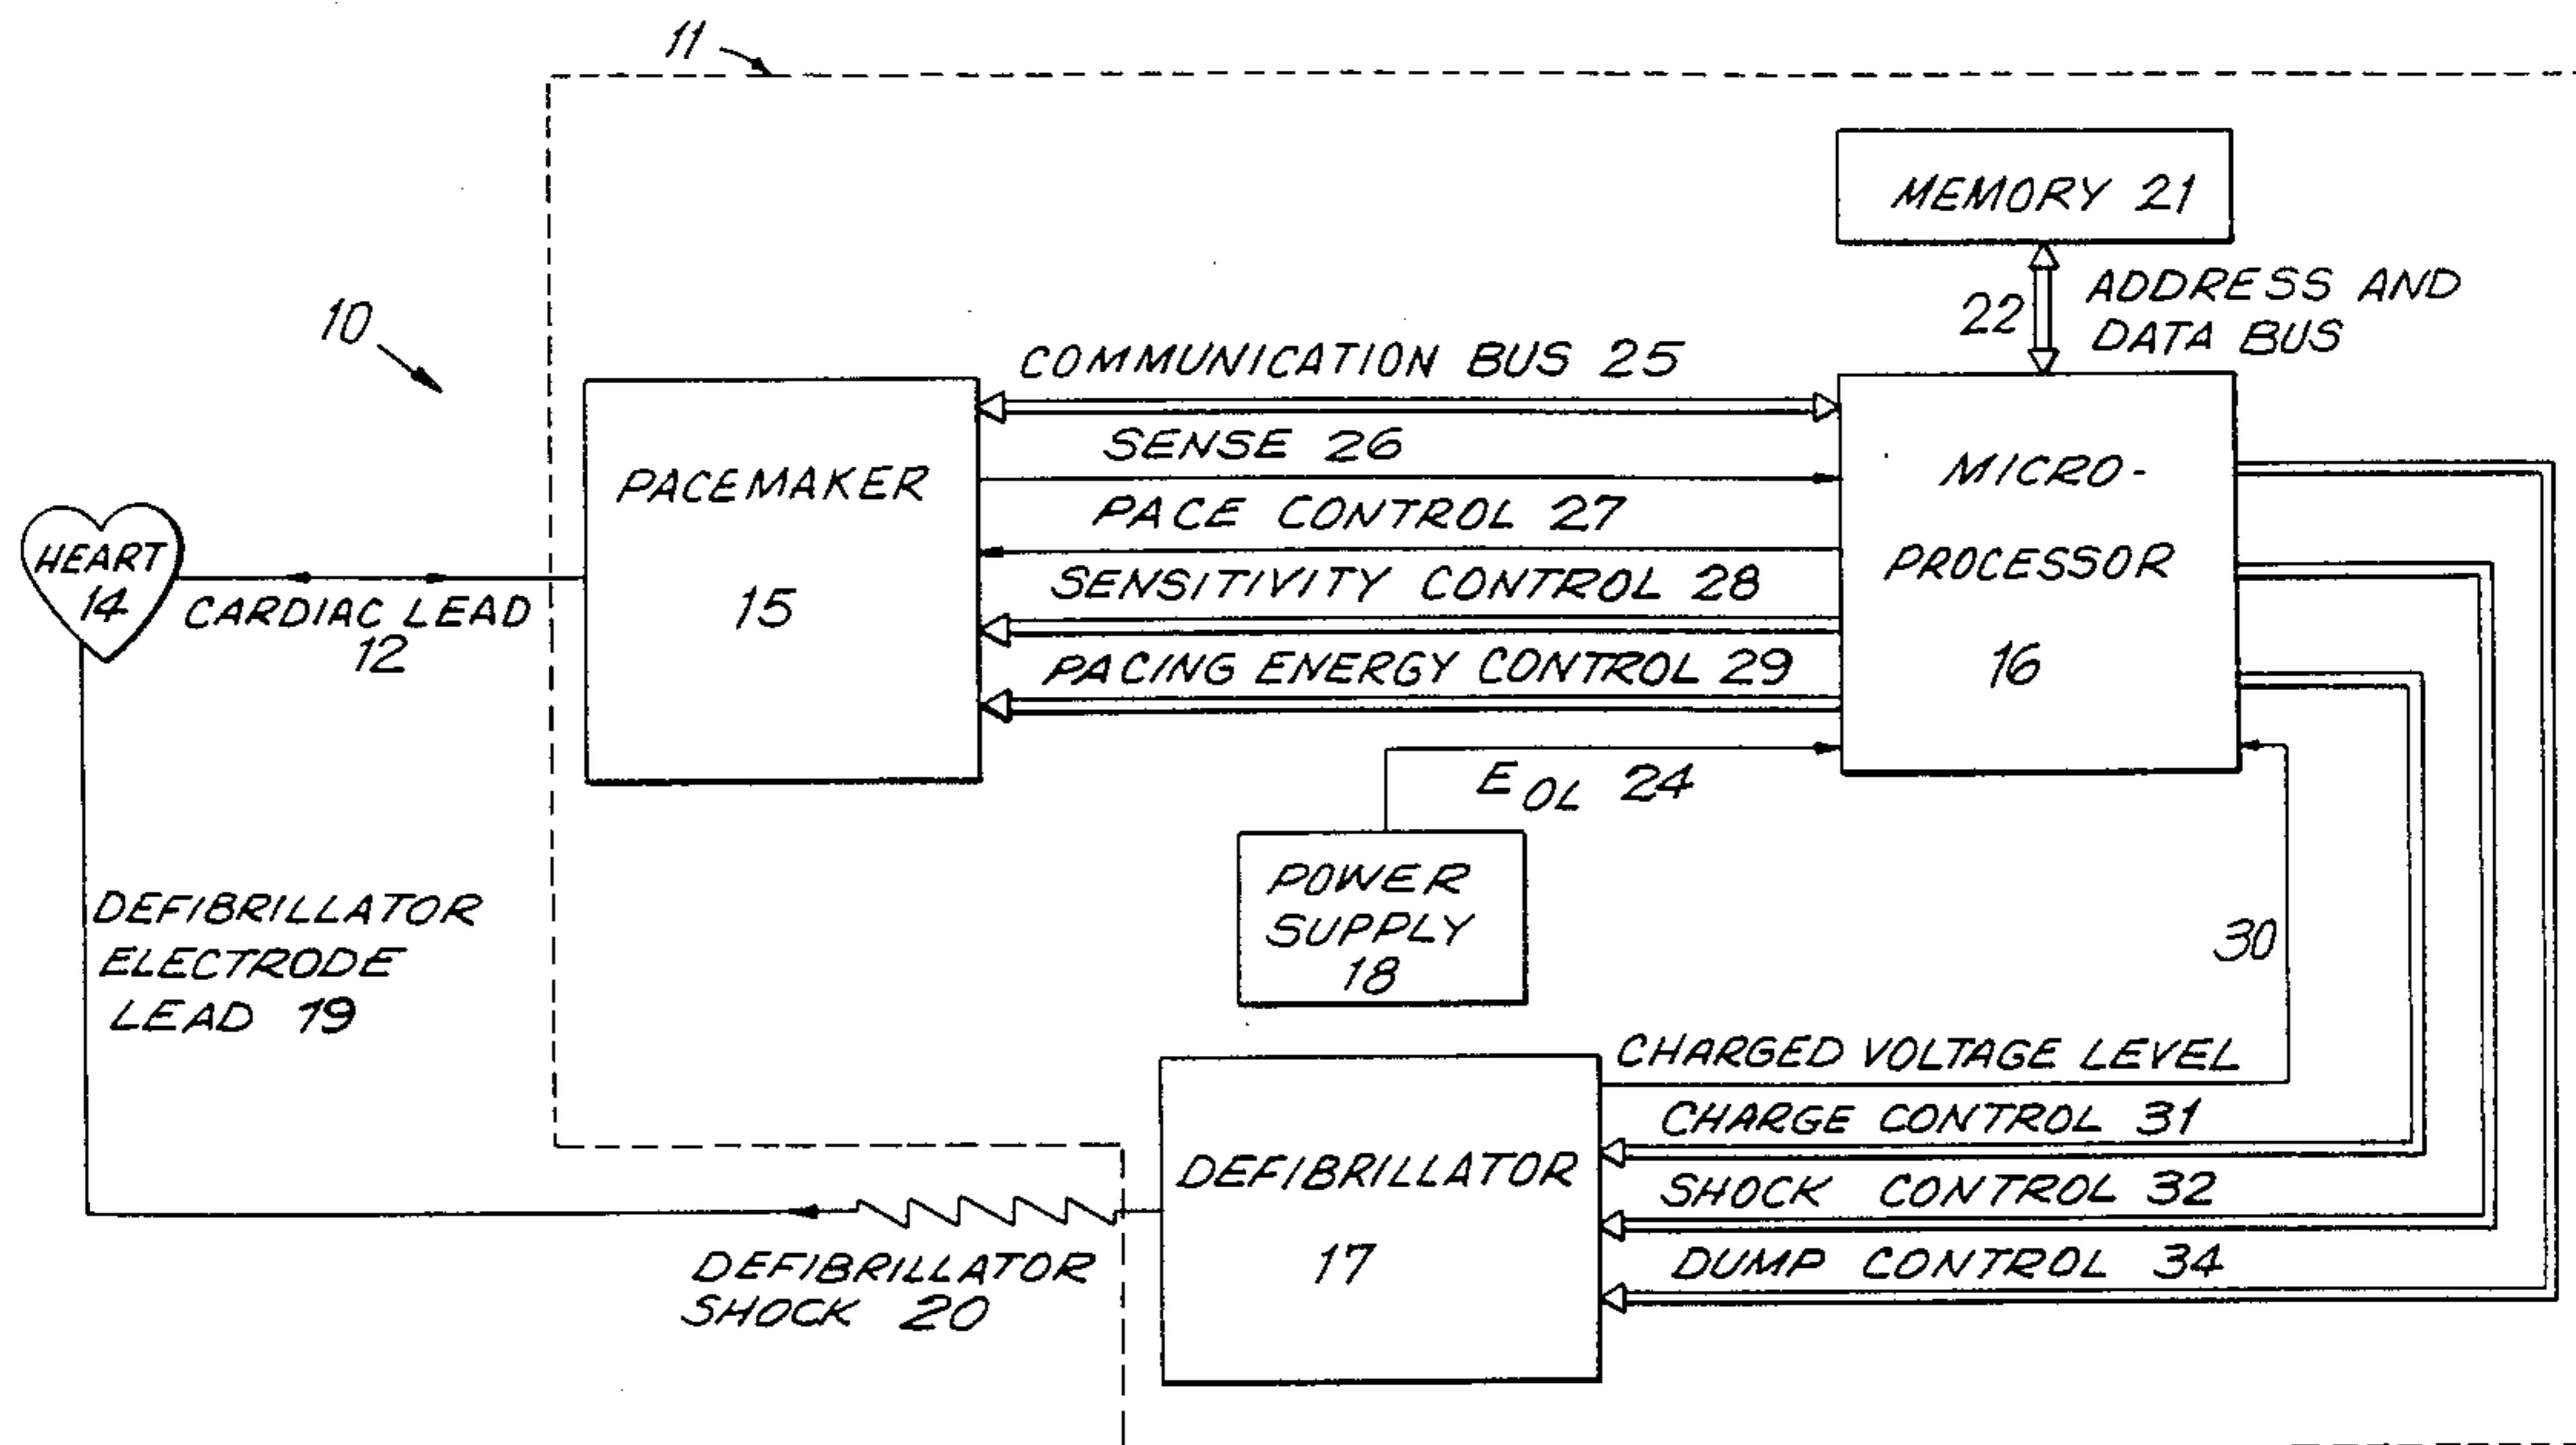 11
MEMORY 21
10
22
ADDRESS AND
DATA BUS
COMMUNICATION BUS 25
SENSE 26
PACEMAKER
15
PACE CONTROL 27
SENSITIVITY CONTROL 28
PACING ENERGY CONTROL 29
MICRO-
PROCESSOR
16
HEART
14
CARDIAC LEAD
12
EOL 24
POWER
SUPPLY
18
DEFIBRILLATOR
ELECTRODE
LEAD 19
30
CHARGED VOLTAGE LEVEL
CHARGE CONTROL 31
SHOCK CONTROL 32
DUMP CONTROL 34
DEFIBRILLATOR
17
DEFIBRILLATOR
SHOCK 20